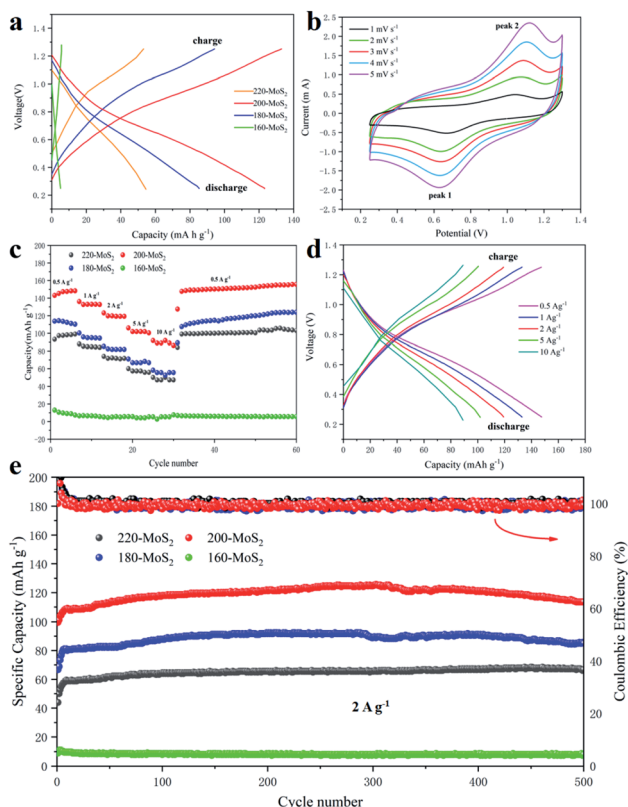 a
charge
Voltage(V)
1.4
1.2
1.0
0.8
0.6
0.4
0.2
220-MoS₂
200-MoS₂
180-MoS₂
160-MoS₂
discharge
0 20 40 60 80 100 120 140
Capacity (mA h g⁻¹)
b
peak 2
Current (m A)
2.5
2.0
1.5
1.0
0.5
0.0
-0.5
-1.0
-1.5
-2.0
-2.5
1 mV s⁻¹
2 mV s⁻¹
3 mV s⁻¹
4 mV s⁻¹
5 mV s⁻¹
peak 1
0.2 0.4 0.6 0.8 1.0 1.2 1.4
Potential (V)
c
Capacity(mAh g⁻¹)
200
180
160
140
120
100
80
60
40
20
0
-20
220-MoS₂ 200-MoS₂
180-MoS₂ 160-MoS₂
0.5 A g⁻¹
1 A g⁻¹
2 A g⁻¹
5 A g⁻¹
10 A g⁻¹
0.5 A g⁻¹
0 10 20 30 40 50 60
Cycle number
d
charge
Voltage (V)
1.4
1.2
1.0
0.8
0.6
0.4
0.2
0.5 Ag⁻¹
1 Ag⁻¹
2 Ag⁻¹
5 Ag⁻¹
10 Ag⁻¹
discharge
0 20 40 60 80 100 120 140 160 180
Capacity (mAh g⁻¹)
e
Specific Capacity (mAh g⁻¹)
200
180
160
140
120
100
80
60
40
20
0
220-MoS₂ 200-MoS₂
180-MoS₂ 160-MoS₂
2 A g⁻¹
100
80
60
40
20
0
Coulombic Efficiency (%)
0 100 200 300 400 500
Cycle number